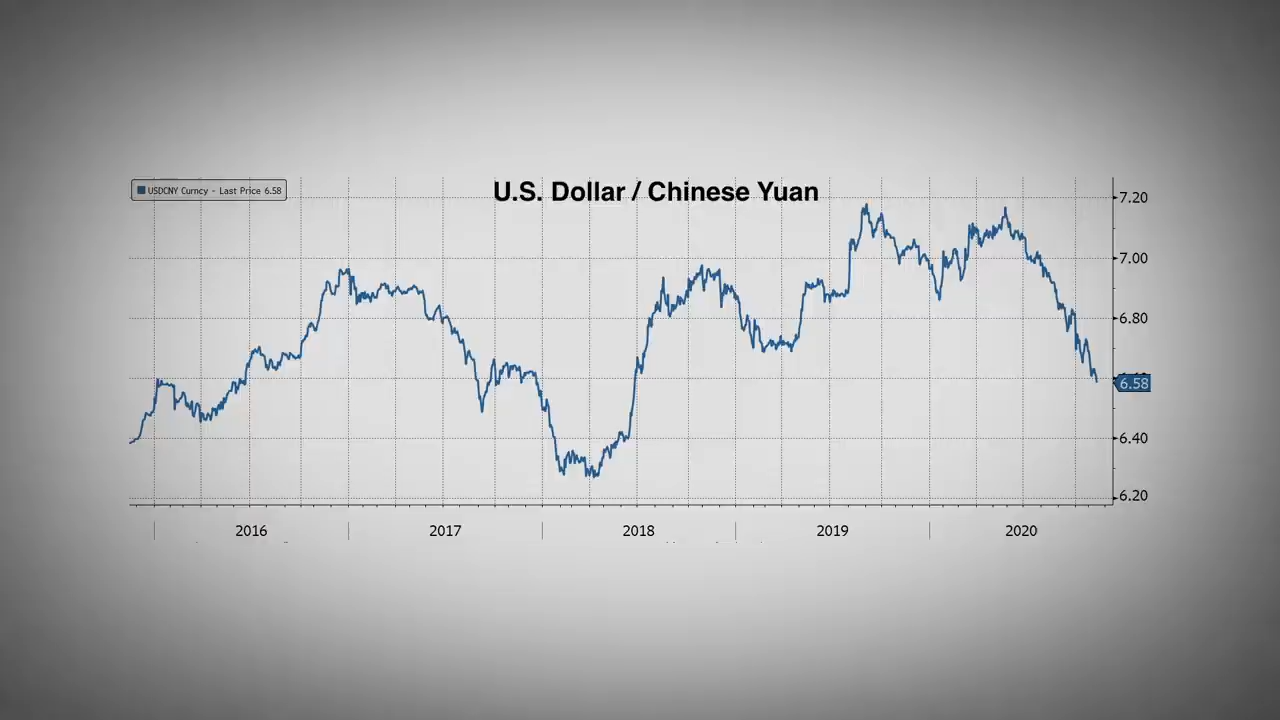 USDCNY Curncy - Last Price 6.58
U.S. Dollar / Chinese Yuan
7.20
7.00
6.80
6.58
6.40
6.20
2016 2017 2018 2019 2020